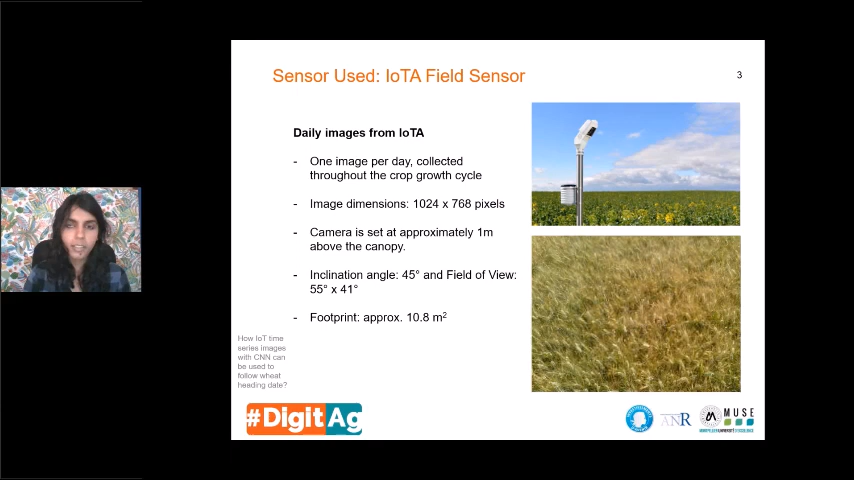 Sensor Used: IoTA Field Sensor
3
Daily images from IoTA
- One image per day, collected
throughout the crop growth cycle
- Image dimensions: 1024 x 768 pixels
- Camera is set at approximately 1m
above the canopy.
- Inclination angle: 45° and Field of View:
55° x 41°
- Footprint: approx. 10.8 m²
How IoT time
series images
with CNN can
be used to
follow wheat
heading date?
#DigitAg
ANR
MUSE